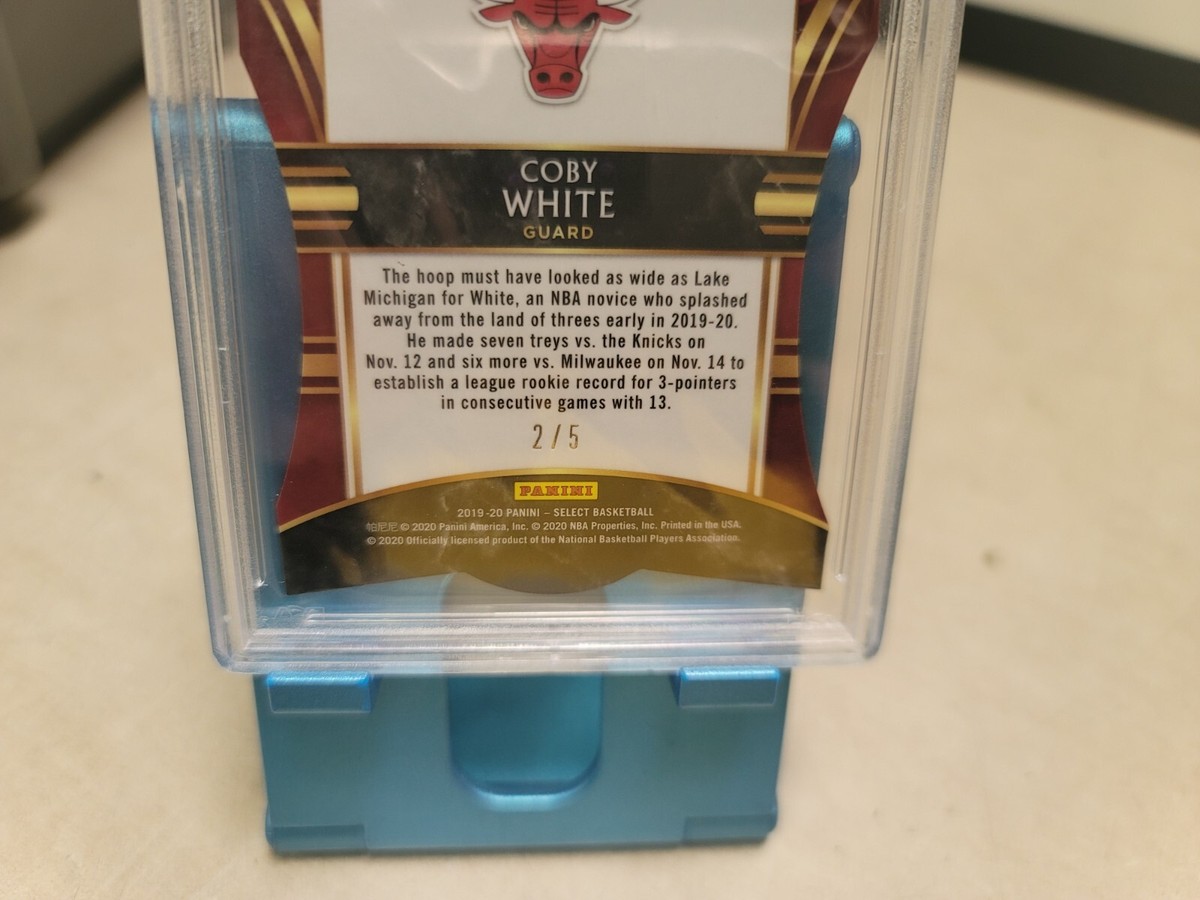 COBY
WHITE
GUARD
The hoop must have looked as wide as Lake
Michigan for White, an NBA novice who splashed
away from the land of threes early in 2019-20.
He made seven treys vs. the Knicks on
Nov. 12 and six more vs. Milwaukee on Nov. 14 to
establish a league rookie record for 3-pointers
in consecutive games with 13.
2 / 5
PANINI
2019-20 PANINI – SELECT BASKETBALL
帕尼尼 © 2020 Panini America, Inc. © 2020 NBA Properties, Inc. Printed in the USA.
© 2020 Officially licensed product of the National Basketball Players Association.